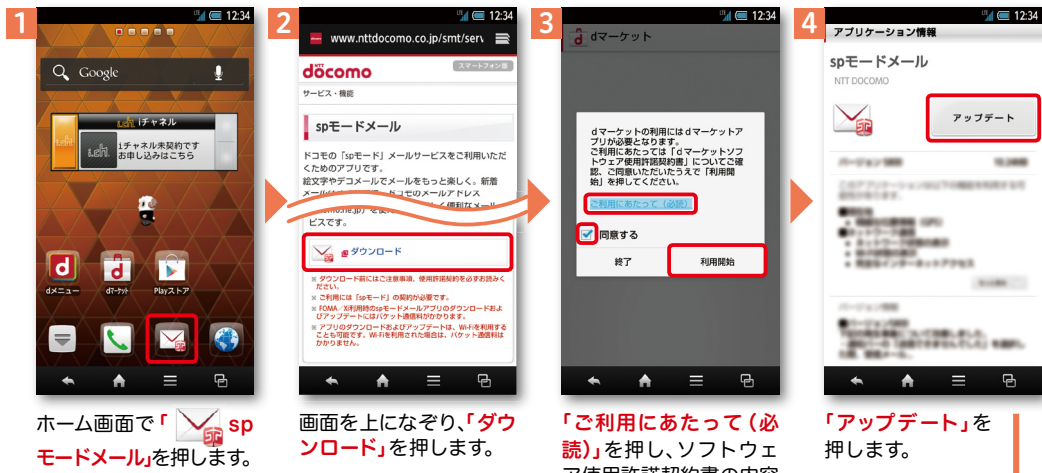 1
12:34
Google
iチャネル
iチャネル未契約です
お申し込みはこちら
dメニュー
dマーケット
Playストア
ホーム画面で「 sp
モードメール」を押します。
2
12:34
www.nttdocomo.co.jp/smt/serv
NTT
döcomo
スマートフォン版
サービス・機能
spモードメール
ドコモの「spモード」メールサービスをご利用いただ
くためのアプリです。
絵文字やデコメールでメールをもっと楽しく。新着
ビスです。
ダウンロード
※ ダウンロード前にはご注意事項、使用許諾契約を必ずお読みく
ださい。
※ ご利用には「spモード」の契約が必要です。
※ FOMA／Xi利用時のspモードメールアプリのダウンロードおよ
びアップデートにはパケット通信料がかかります。
※ アプリのダウンロードおよびアップデートは、Wi-Fiを利用する
ことも可能です。Wi-Fiを利用された場合は、パケット通信料は
かかりません。
画面を上になぞり、「ダウ
ンロード」を押します。
3
12:34
dマーケット
dマーケットの利用にはdマーケットア
プリが必要となります。
ご利用にあたっては「dマーケットソフ
トウェア使用許諾契約書」についてご確
認、ご同意いただいたうえで「利用開
始」を押してください。
ご利用にあたって（必読）
同意する
終了
利用開始
「ご利用にあたって（必
読）」を押し、ソフトウェ
ア使用許諾契約書の内容
4
12:34
アプリケーション情報
spモードメール
NTT DOCOMO
アップデート
「アップデート」を
押します。